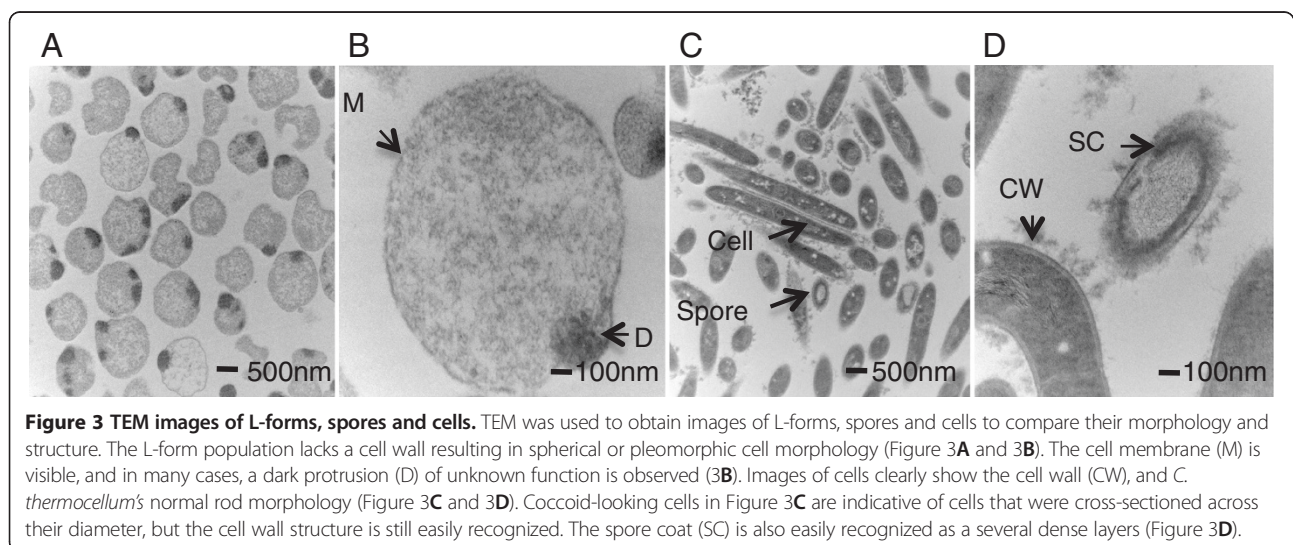 A B C D
M
SC
CW
Cell
Spore
D
500nm 100nm 500nm 100nm
Figure 3 TEM images of L-forms, spores and cells. TEM was used to obtain images of L-forms, spores and cells to compare their morphology and
structure. The L-form population lacks a cell wall resulting in spherical or pleomorphic cell morphology (Figure 3A and 3B). The cell membrane (M) is
visible, and in many cases, a dark protrusion (D) of unknown function is observed (3B). Images of cells clearly show the cell wall (CW), and C.
thermocellum's normal rod morphology (Figure 3C and 3D). Coccoid-looking cells in Figure 3C are indicative of cells that were cross-sectioned across
their diameter, but the cell wall structure is still easily recognized. The spore coat (SC) is also easily recognized as a several dense layers (Figure 3D).